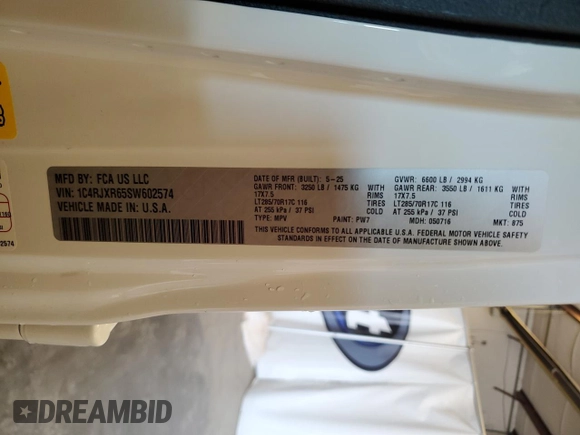 MFD BY: FCA US LLC
VIN: 1C4RJXR65SW602574
VEHICLE MADE IN: U.S.A.
DATE OF MFR (BUILT): 5-25
GAWR FRONT: 3250 LB / 1475 KG WITH
17X7.5 RIMS
LT285/70R17C 116 TIRES
AT 255 kPa / 37 PSI COLD
TYPE: MPV
GVWR: 6600 LB / 2994 KG
GAWR REAR: 3550 LB / 1611 KG WITH
17X7.5 RIMS
LT285/70R17C 116 TIRES
AT 255 kPa / 37 PSI COLD
PAINT: PW7 MDH: 050716 MKT: 875
THIS VEHICLE CONFORMS TO ALL APPLICABLE U.S.A. FEDERAL MOTOR VEHICLE SAFETY
STANDARDS IN EFFECT ON THE DATE OF MANUFACTURE SHOWN ABOVE.
2574
DREAMBID